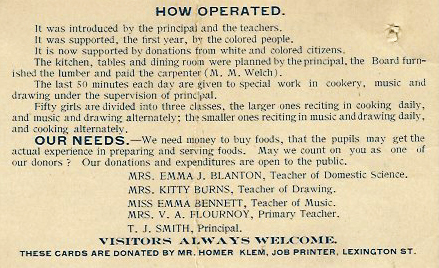 HOW OPERATED.
It was introduced by the principal and the teachers.
It was supported, the first year, by the colored people.
It is now supported by donations from white and colored citizens.
The kitchen, tables and dining room were planned by the principal, the Board furn-
ished the lumber and paid the carpenter (M. M. Welch).
The last 50 minutes each day are given to special work in cookery, music and
drawing under the supervision of principal.
Fifty girls are divided into three classes, the larger ones reciting in cooking daily,
and music and drawing alternately; the smaller ones reciting in music and drawing daily,
and cooking alternately.
OUR NEEDS.—We need money to buy foods, that the pupils may get the
actual experience in preparing and serving foods. May we count on you as one of
our donors? Our donations and expenditures are open to the public.
MRS. EMMA J. BLANTON, Teacher of Domestic Science.
MRS. KITTY BURNS, Teacher of Drawing.
MISS EMMA BENNETT, Teacher of Music.
MRS. V. A. FLOURNOY, Primary Teacher.
T. J. SMITH, Principal.
VISITORS ALWAYS WELCOME.
THESE CARDS ARE DONATED BY MR. HOMER KLEM, JOB PRINTER, LEXINGTON ST.